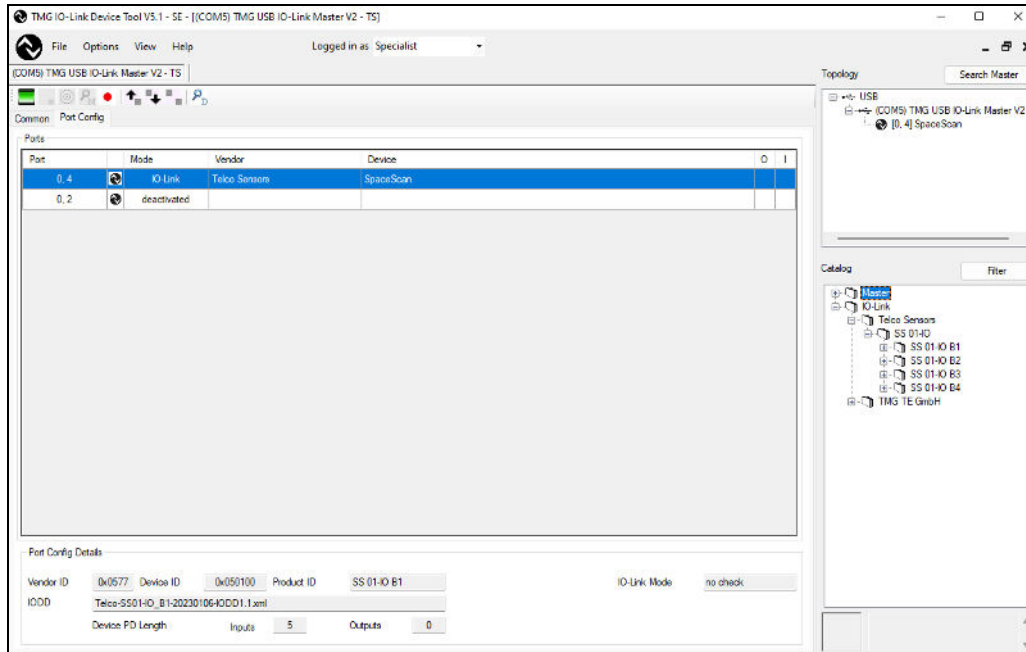 TMG IO-Link Device Tool V5.1 - SE - [(COM5) TMG USB IO-Link Master V2 - TS]
File Options View Help Logged in as Specialist
(COM5) TMG USB IO-Link Master V2 - TS
Topology Search Master
USB
(COM5) TMG USB IO-Link Master V2
[0, 4] SpaceScan
Common Port Config
Ports
Port Mode Vendor Device O I
0, 4 IO-Link Telco Sensors SpaceScan
0, 2 deactivated
Catalog Filter
Master
IO-Link
Telco Sensors
SS 01-IO
SS 01-IO B1
SS 01-IO B2
SS 01-IO B3
SS 01-IO B4
TMG TE GmbH
Port Config Details
Vendor ID 0x0577 Device ID 0x050100 Product ID SS 01-IO B1 IO-Link Mode no check
IODD Telco-SS01-IO_B1-20230106-IODD1.1.xml
Device PD Length Inputs 5 Outputs 0